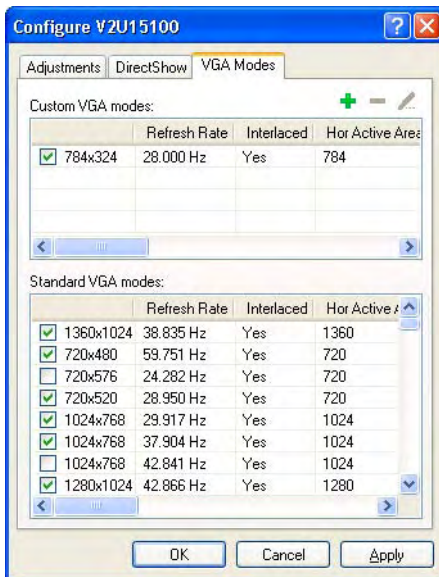 Configure V2U15100
Adjustments DirectShow VGA Modes
Custom VGA modes:
Refresh Rate Interlaced Hor Active Area
784x324 28.000 Hz Yes 784
Standard VGA modes:
Refresh Rate Interlaced Hor Active A
1360x1024 38.835 Hz Yes 1360
720x480 59.751 Hz Yes 720
720x576 24.282 Hz Yes 720
720x520 28.950 Hz Yes 720
1024x768 29.917 Hz Yes 1024
1024x768 37.904 Hz Yes 1024
1024x768 42.841 Hz Yes 1024
1280x1024 42.866 Hz Yes 1280
OK Cancel Apply